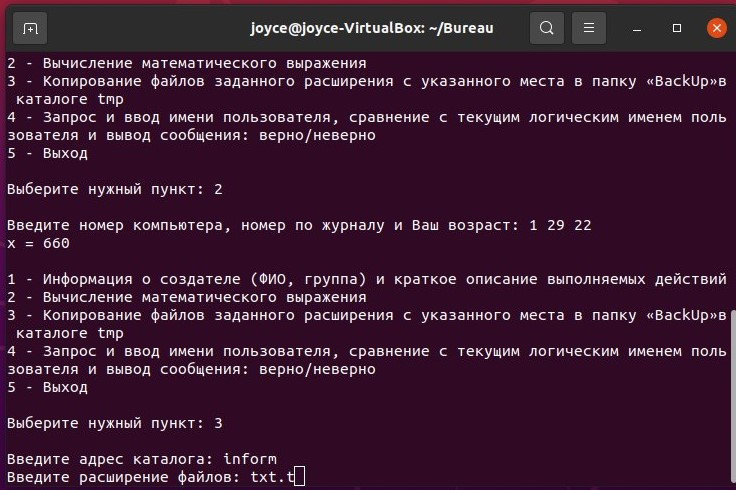 joyce@joyce-VirtualBox: ~/Bureau
2 - Вычисление математического выражения
3 - Копирование файлов заданного расширения с указанного места в папку «BackUp»в
каталоге tmp
4 - Запрос и ввод имени пользователя, сравнение с текущим логическим именем поль
зователя и вывод сообщения: верно/неверно
5 - Выход
Выберите нужный пункт: 2
Введите номер компьютера, номер по журналу и Ваш возраст: 1 29 22
x = 660
1 - Информация о создателе (ФИО, группа) и краткое описание выполняемых действий
2 - Вычисление математического выражения
3 - Копирование файлов заданного расширения с указанного места в папку «BackUp»в
каталоге tmp
4 - Запрос и ввод имени пользователя, сравнение с текущим логическим именем поль
зователя и вывод сообщения: верно/неверно
5 - Выход
Выберите нужный пункт: 3
Введите адрес каталога: inform
Введите расширение файлов: txt.t